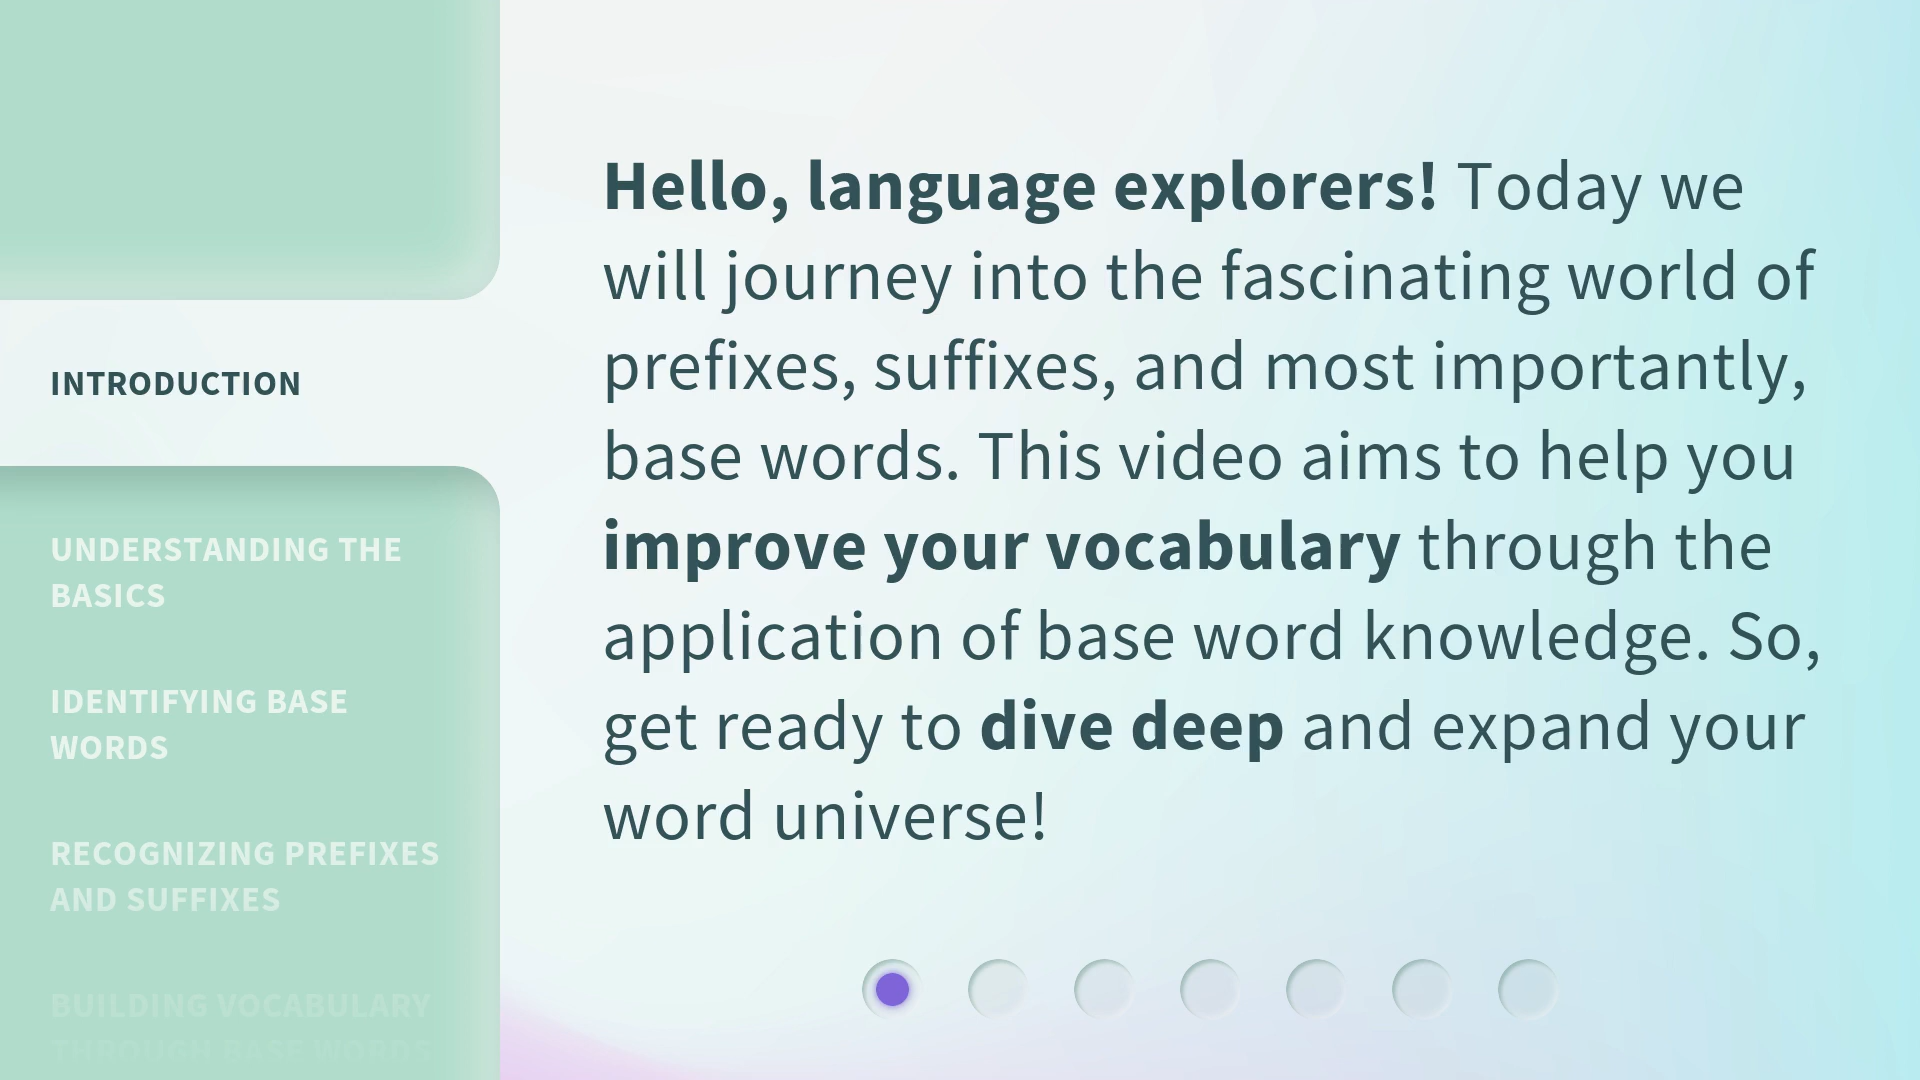 INTRODUCTION
UNDERSTANDING THE
BASICS
IDENTIFYING BASE
WORDS
RECOGNIZING PREFIXES
AND SUFFIXES
BUILDING VOCABULARY
THROUGH BASE WORDS
Hello, language explorers! Today we
will journey into the fascinating world of
prefixes, suffixes, and most importantly,
base words. This video aims to help you
improve your vocabulary through the
application of base word knowledge. So,
get ready to dive deep and expand your
word universe!